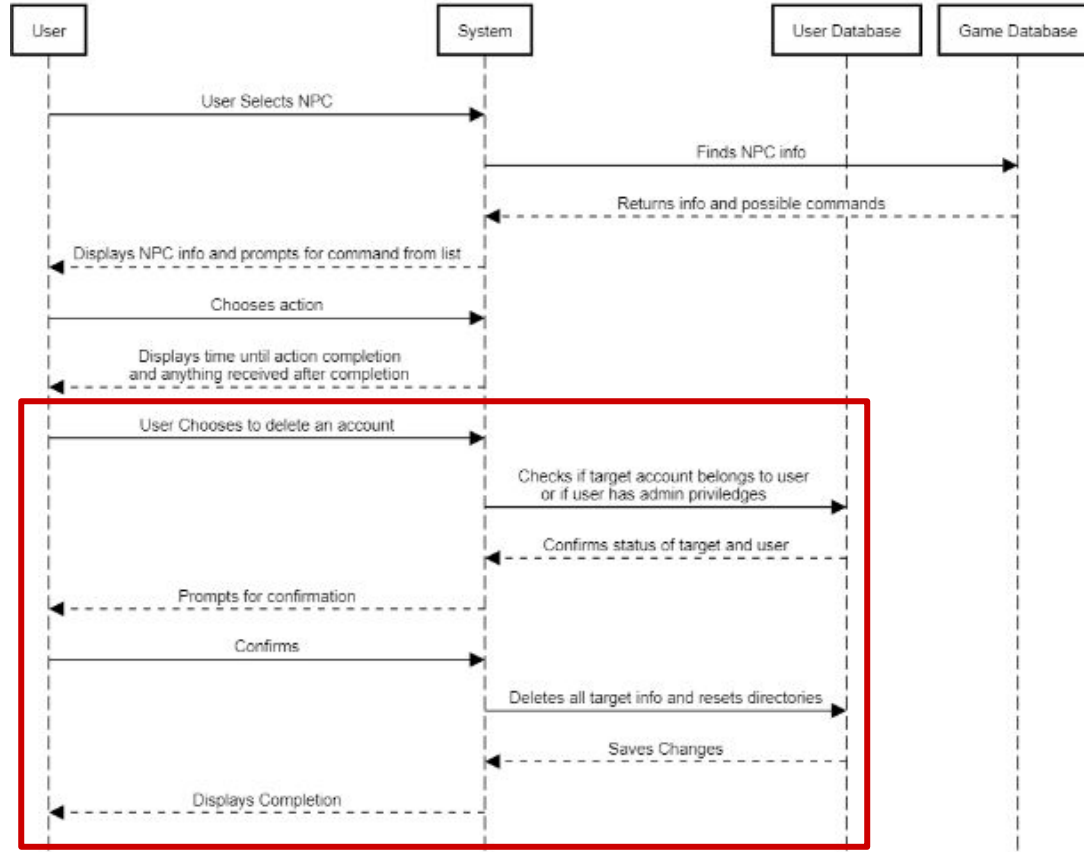 User
System
User Database
Game Database
User Selects NPC
Finds NPC info
Returns info and possible commands
Displays NPC info and prompts for command from list
Chooses action
Displays time until action completion
and anything received after completion
User Chooses to delete an account
Checks if target account belongs to user
or if user has admin priviledges
Confirms status of target and user
Prompts for confirmation
Confirms
Deletes all target info and resets directories
Saves Changes
Displays Completion